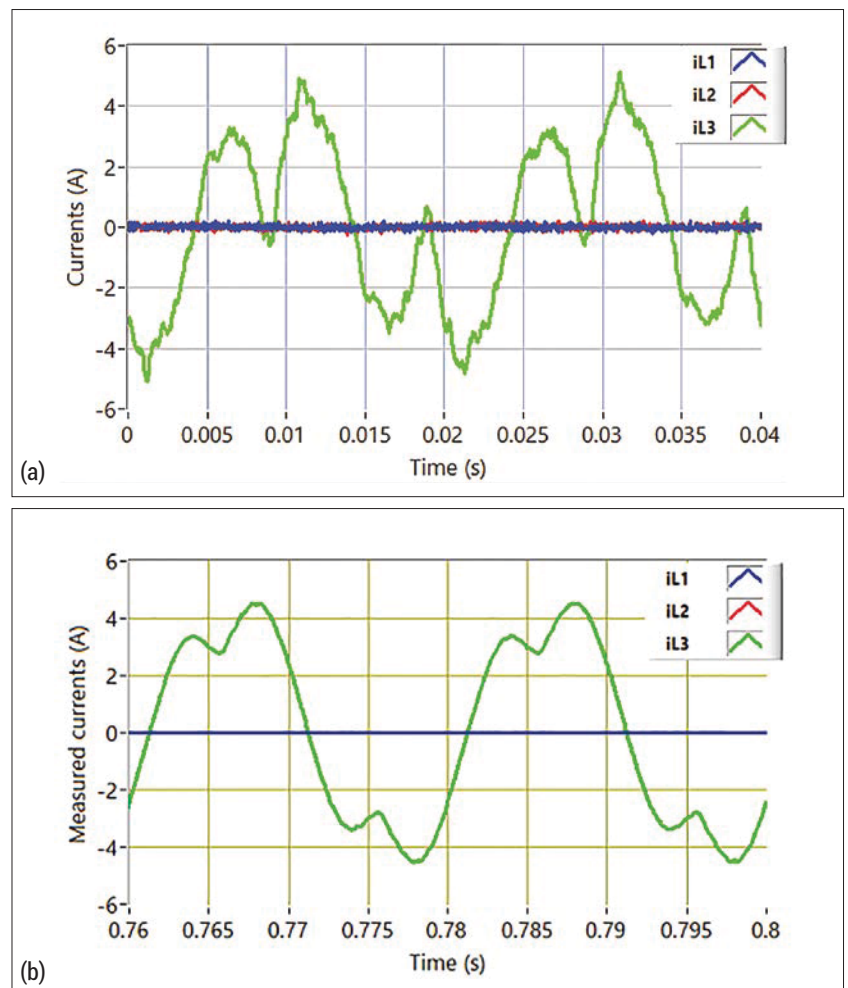 6
4
2
0
-2
-4
-6
Currents (A)
iL1
iL2
iL3
0 0.005 0.01 0.015 0.02 0.025 0.03 0.035 0.04
Time (s)
(a)
6
4
2
0
-2
-4
-6
Measured currents (A)
iL1
iL2
iL3
0.76 0.765 0.77 0.775 0.78 0.785 0.79 0.795 0.8
Time (s)
(b)